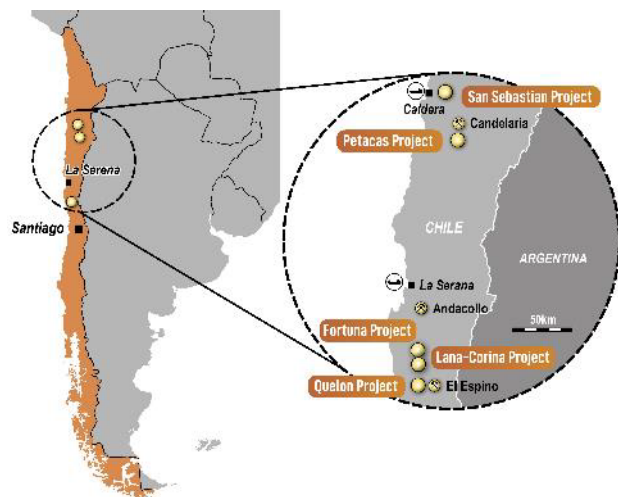 La Serena
Santiago
San Sebastian Project
Caldera
Candelaria
Petacas Project
CHILE
ARGENTINA
La Serana
Andacollo
50km
Fortuna Project
Lana-Corina Project
Quelon Project
El Espino